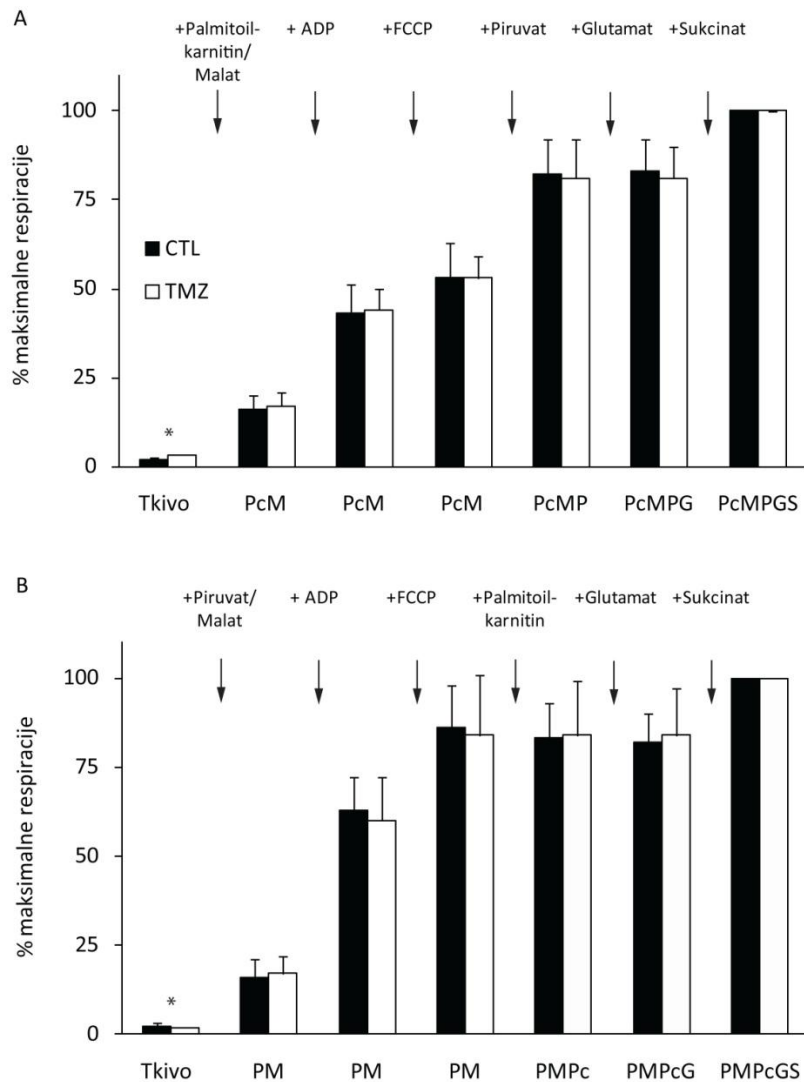 A
+Palmitoil-
karnitin/
Malat
+ ADP
+FCCP
+Piruvat
+Glutamat
+Sukcinat
% maksimalne respiracije
100
75
50
25
0
CTL
TMZ
*
Tkivo
PcM
PcM
PcM
PcMP
PcMPG
PcMPGS
B
+Piruvat/
Malat
+ ADP
+FCCP
+Palmitoil-
karnitin
+Glutamat
+Sukcinat
% maksimalne respiracije
100
75
50
25
0
*
Tkivo
PM
PM
PM
PMPc
PMPcG
PMPcGS